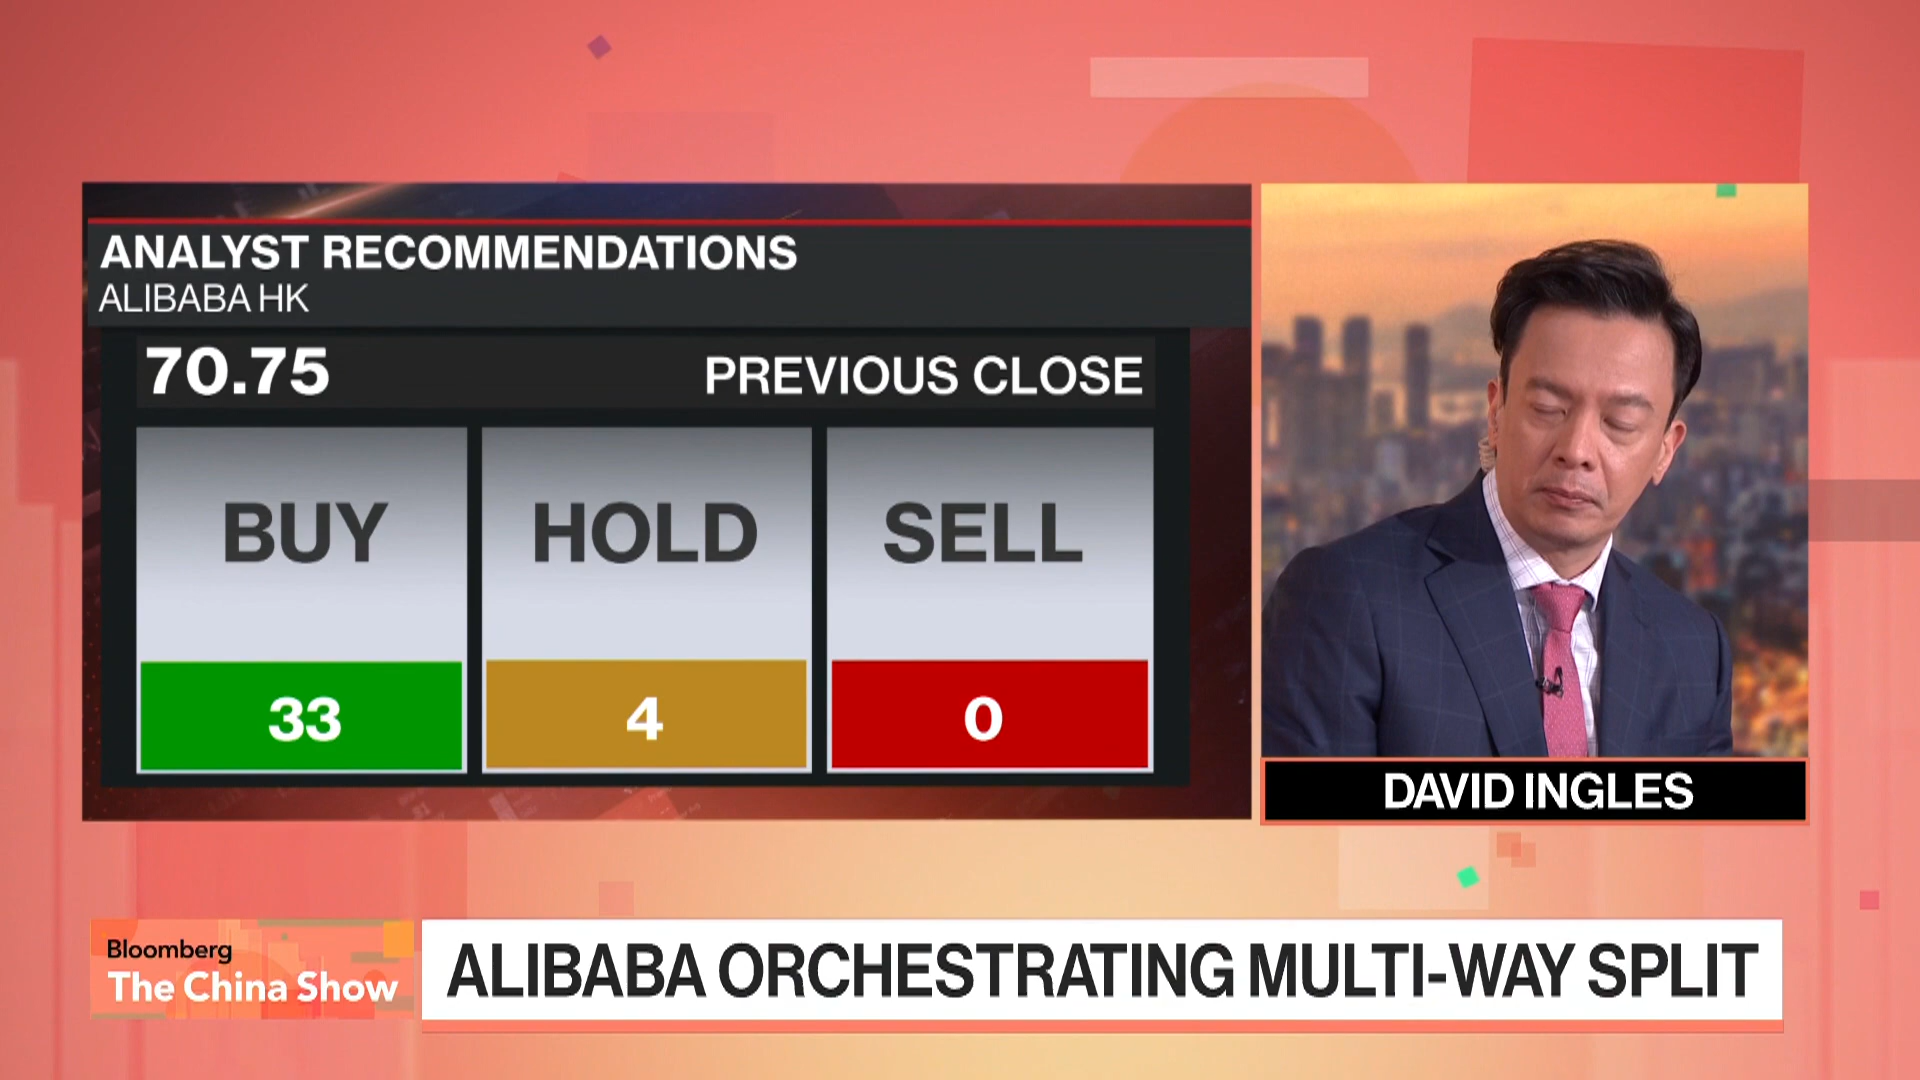 ANALYST RECOMMENDATIONS
ALIBABA HK
70.75 PREVIOUS CLOSE
BUY HOLD SELL
33 4 0
DAVID INGLES
Bloomberg
The China Show
ALIBABA ORCHESTRATING MULTI-WAY SPLIT